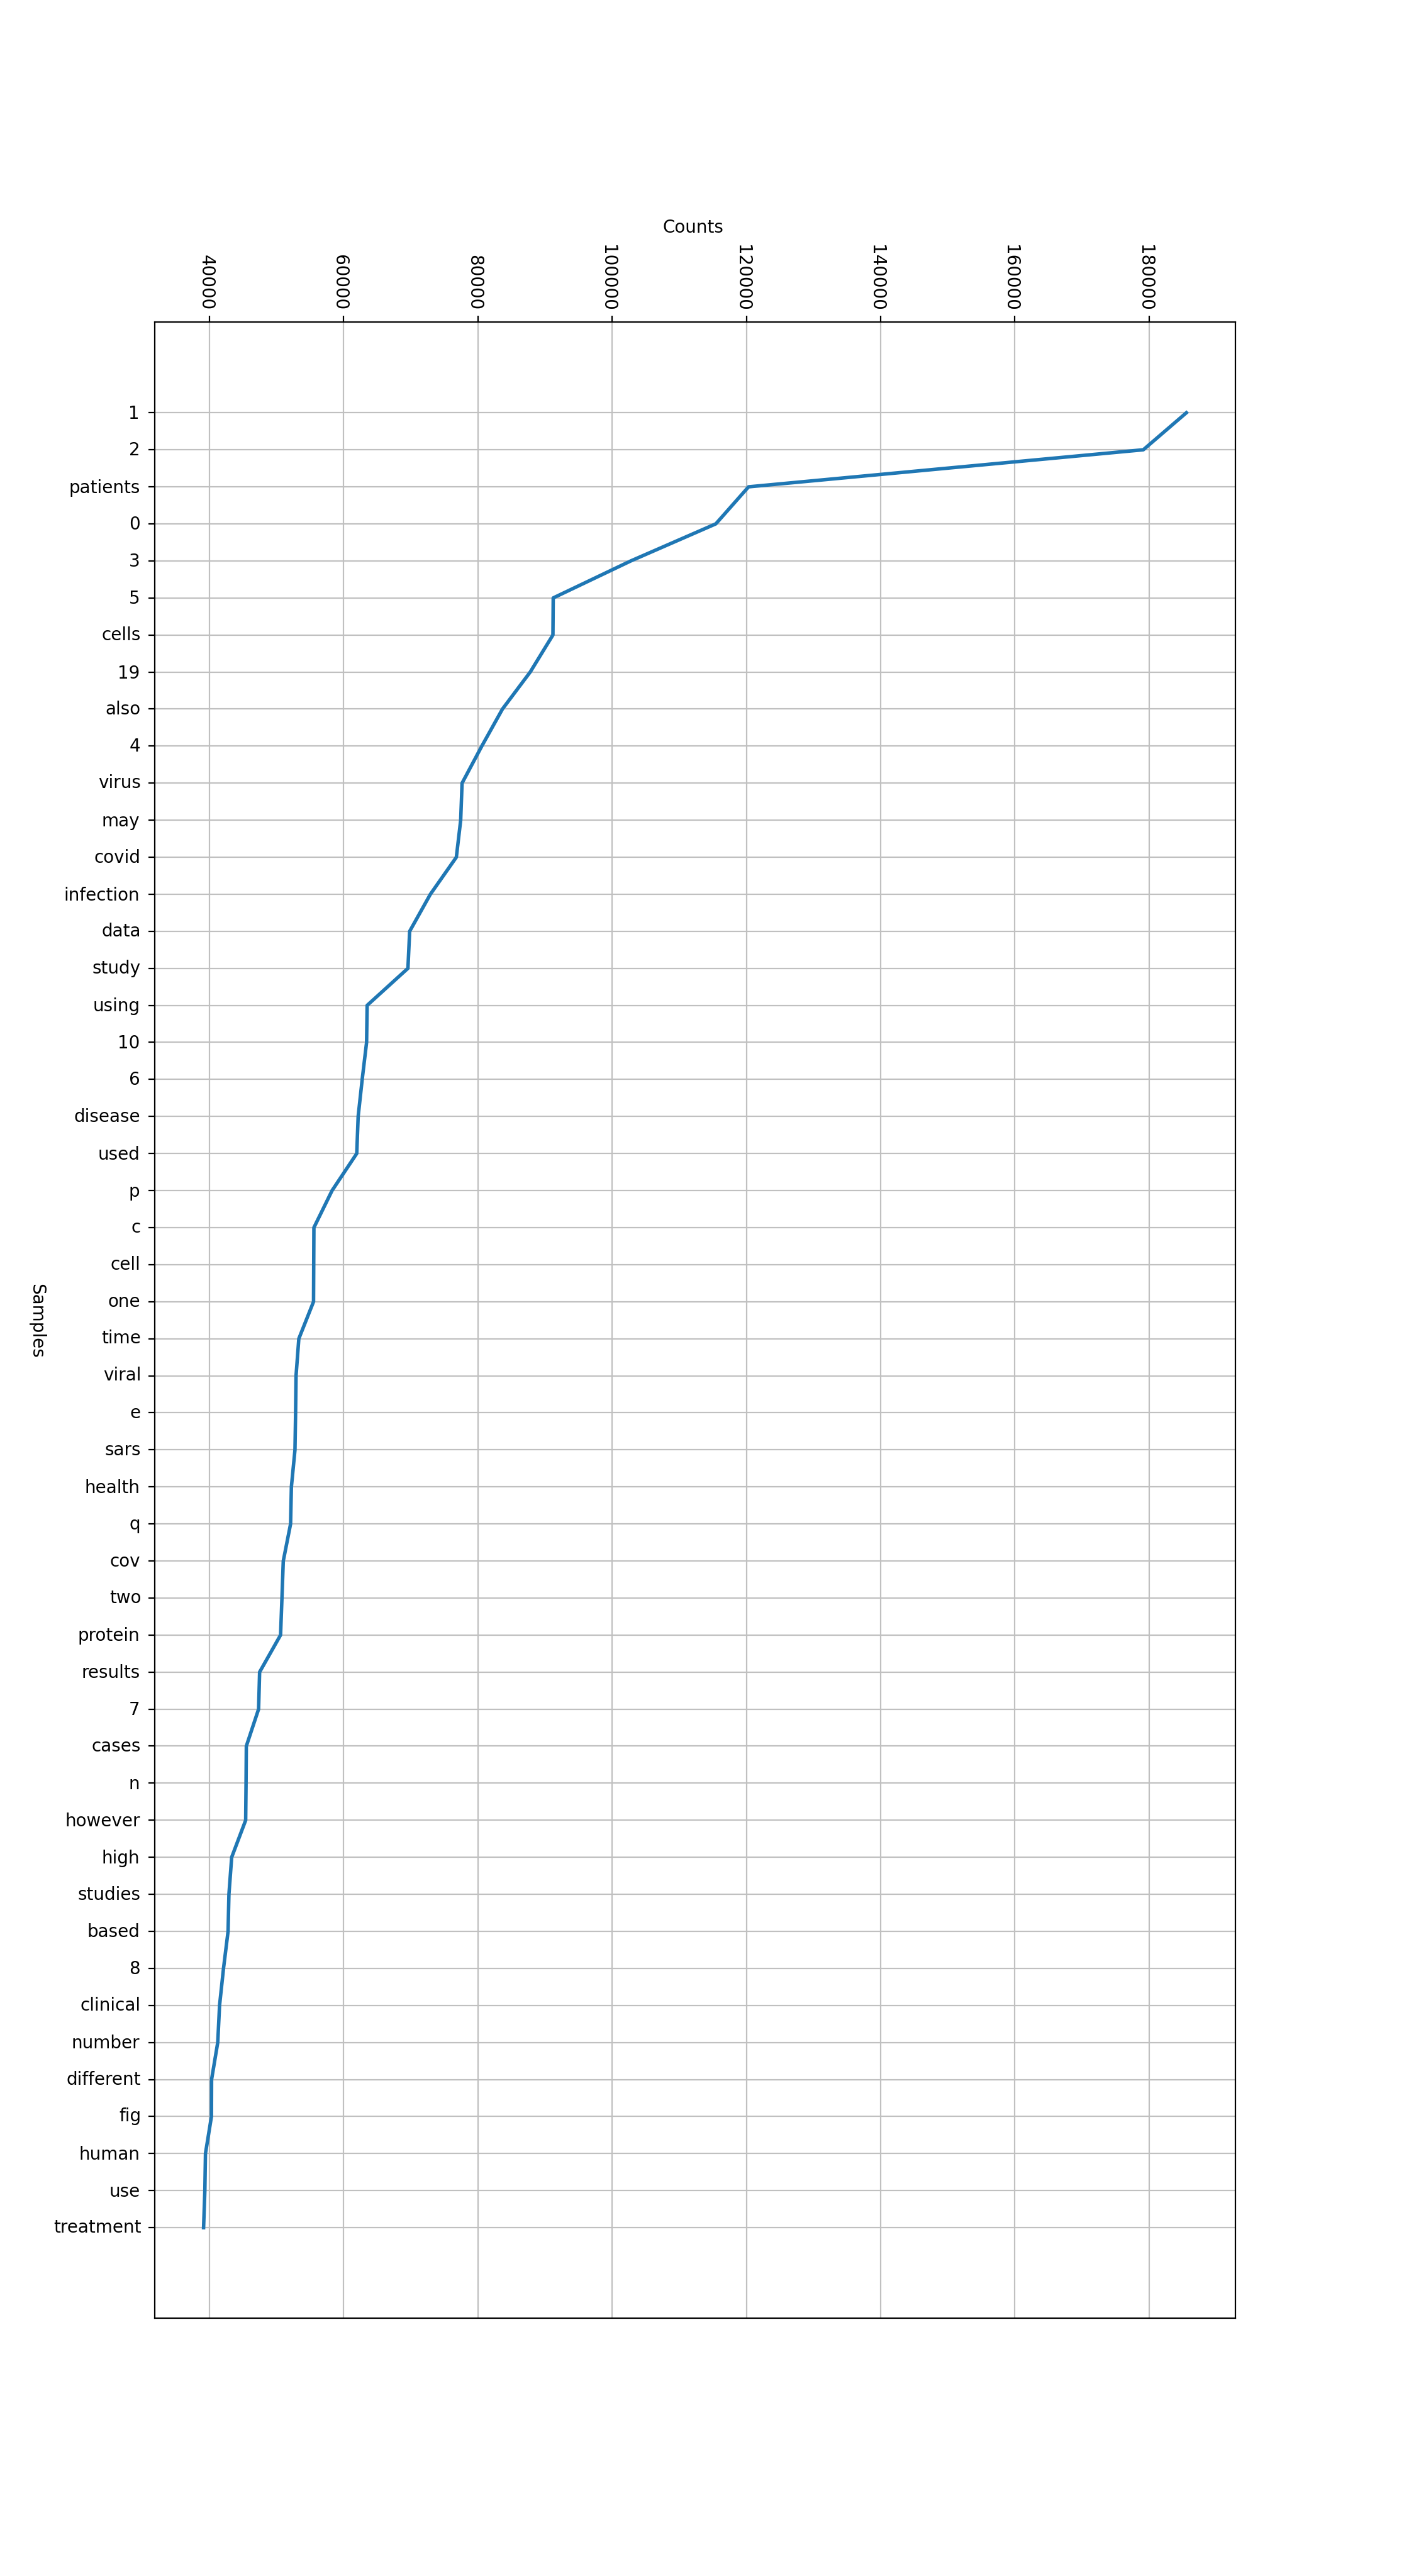 Counts
40000
60000
80000
100000
120000
140000
160000
180000
1
2
patients
0
3
5
cells
19
also
4
virus
may
covid
infection
data
study
using
10
6
disease
used
p
c
cell
one
time
viral
e
sars
health
q
cov
two
protein
results
7
cases
n
however
high
studies
based
8
clinical
number
different
fig
human
use
treatment
Samples